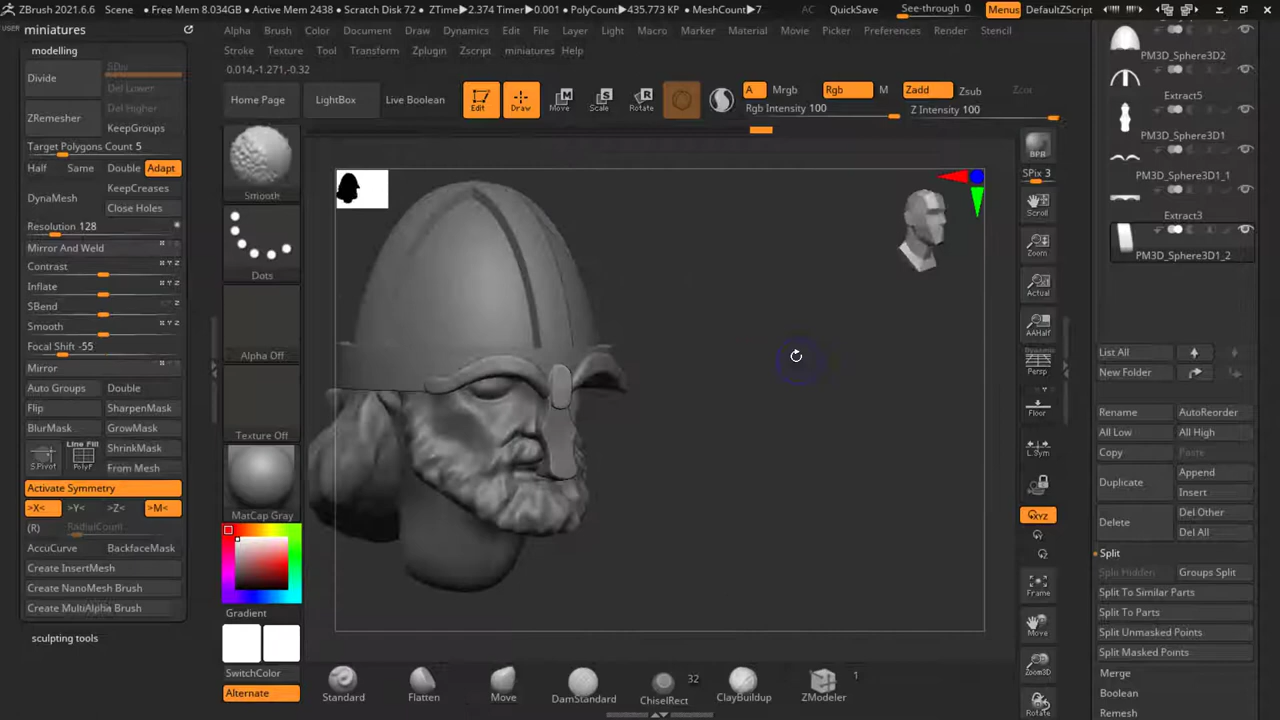 ZBrush 2021.6.6 Scene • Free Mem 8.034GB • Active Mem 2438 • Scratch Disk 72 • ZTime▶2.374 Timer▶0.001 • PolyCount▶435.773 KP • MeshCount▶7 AC QuickSave See-through 0 Menus DefaultZScript
USER miniatures Alpha Brush Color Document Draw Dynamics Edit File Layer Light Macro Marker Material Movie Picker Preferences Render Stencil
Stroke Texture Tool Transform Zplugin Zscript miniatures Help
0.014,-1.271,-0.32
modelling
Divide
SDiv
Del Lower
Del Higher
ZRemesher
KeepGroups
Target Polygons Count 5
Half Same Double Adapt
DynaMesh
KeepCreases
Close Holes
Resolution 128
Mirror And Weld
Contrast
Inflate
SBend
Smooth
Focal Shift -55
Mirror
Auto Groups Double
Flip SharpenMask
BlurMask GrowMask
S.Pivot
Line Fill
PolyF
ShrinkMask
From Mesh
Activate Symmetry
>X< >Y< >Z< >M<
(R) RadialCount
AccuCurve BackfaceMask
Create InsertMesh
Create NanoMesh Brush
Create MultiAlpha Brush
sculpting tools
Home Page LightBox Live Boolean Edit Draw Move Scale Rotate
A Mrgb Rgb M Zadd Zsub Zcut
Rgb Intensity 100 Z Intensity 100
Smooth
Dots
Alpha Off
Texture Off
MatCap Gray
Gradient
SwitchColor
Alternate
Standard Flatten Move DamStandard ChiselRect 32 ClayBuildup ZModeler 1
BPR
SPix 3
Scroll
Zoom
Actual
AAHalf
Dynamic
Persp
Floor
L.Sym
XYZ
Frame
Move
Zoom3D
Rotate
PM3D_Sphere3D2
Extract5
PM3D_Sphere3D1
PM3D_Sphere3D1_1
Extract3
PM3D_Sphere3D1_2
List All
New Folder
Rename AutoReorder
All Low All High
Copy Paste
Duplicate Append
Insert
Delete Del Other
Del All
Split
Split Hidden Groups Split
Split To Similar Parts
Split To Parts
Split Unmasked Points
Split Masked Points
Merge
Boolean
Remesh